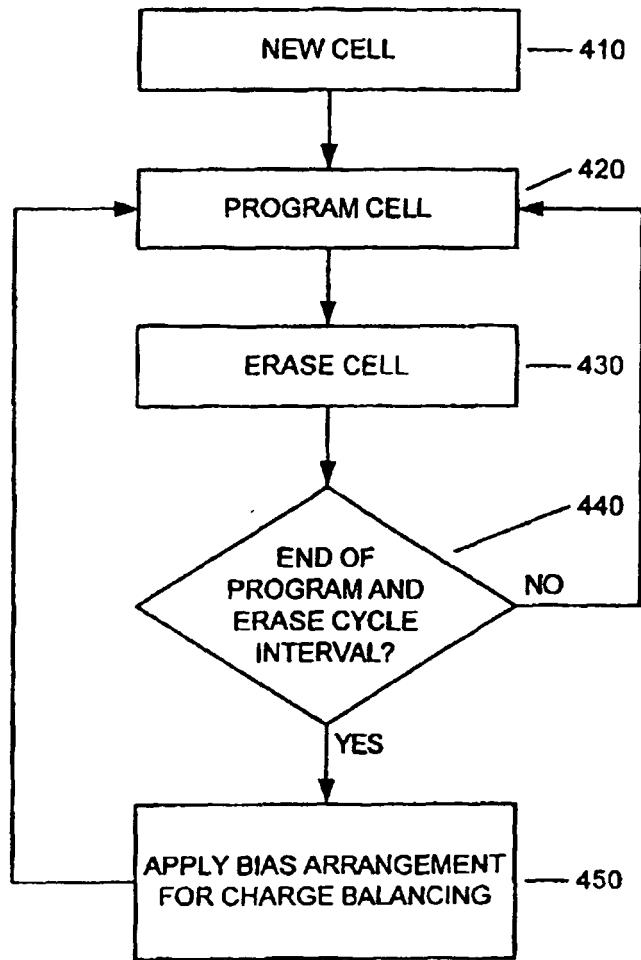 NEW CELL
410
420
PROGRAM CELL
ERASE CELL
430
440
END OF
PROGRAM AND
ERASE CYCLE
INTERVAL?
NO
YES
APPLY BIAS ARRANGEMENT
FOR CHARGE BALANCING
450